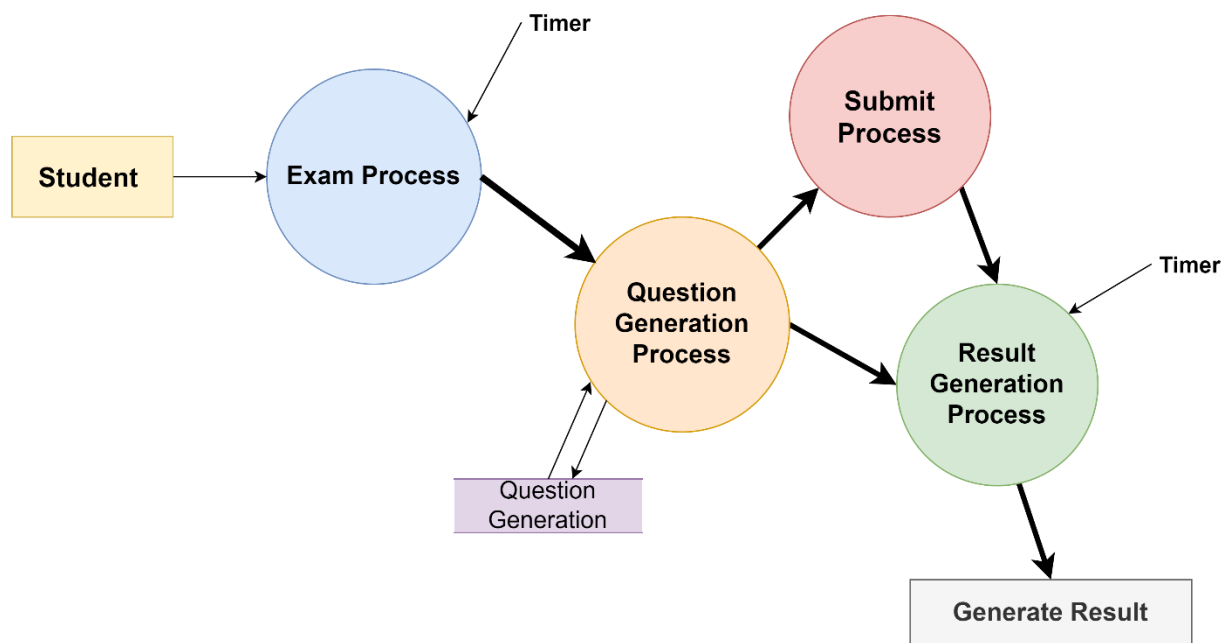 Timer
Student
Exam Process
Submit
Process
Question
Generation
Process
Timer
Result
Generation
Process
Question
Generation
Generate Result